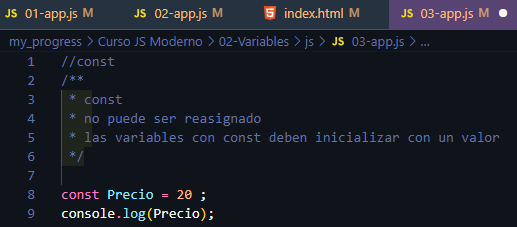 JS 01-app.js M JS 02-app.js M index.html M JS 03-app.js M
my_progress > Curso JS Moderno > 02-Variables > js > JS 03-app.js > ...
1 //const
2 /**
3 * const
4 * no puede ser reasignado
5 * las variables con const deben inicializar con un valor
6 */
7
8 const Precio = 20 ;
9 console.log(Precio);